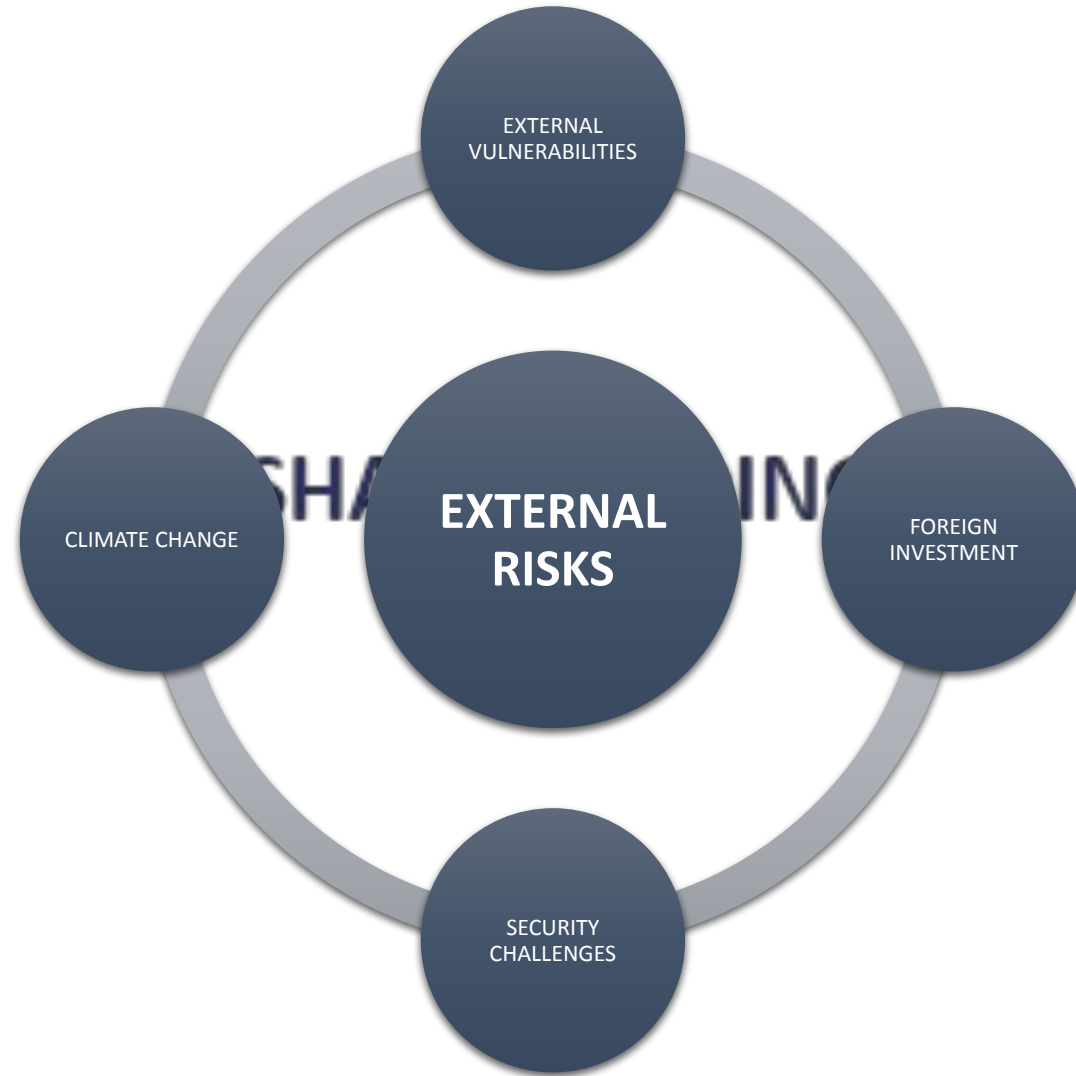 EXTERNAL
VULNERABILITIES
CLIMATE CHANGE
EXTERNAL
RISKS
FOREIGN
INVESTMENT
SECURITY
CHALLENGES